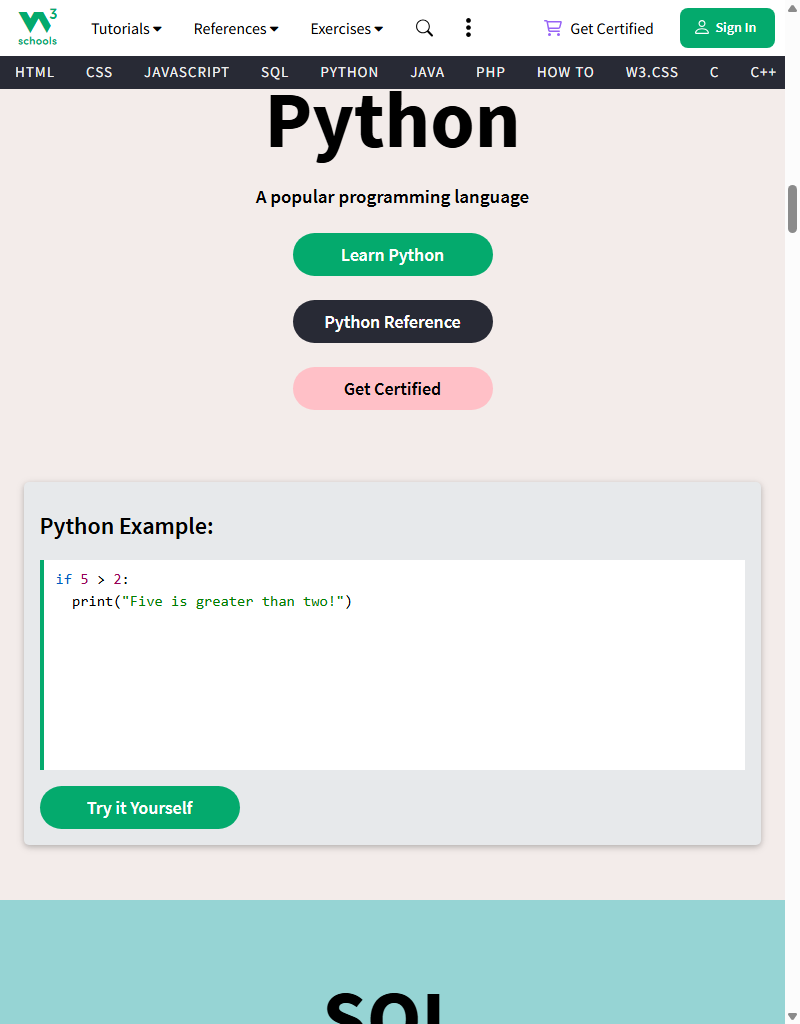 3
schools
Tutorials References Exercises Get Certified Sign In
HTML CSS JAVASCRIPT SQL PYTHON JAVA PHP HOW TO W3.CSS C C++
Python
A popular programming language
Learn Python
Python Reference
Get Certified
Python Example:
if 5 > 2:
  print("Five is greater than two!")
Try it Yourself
SQL